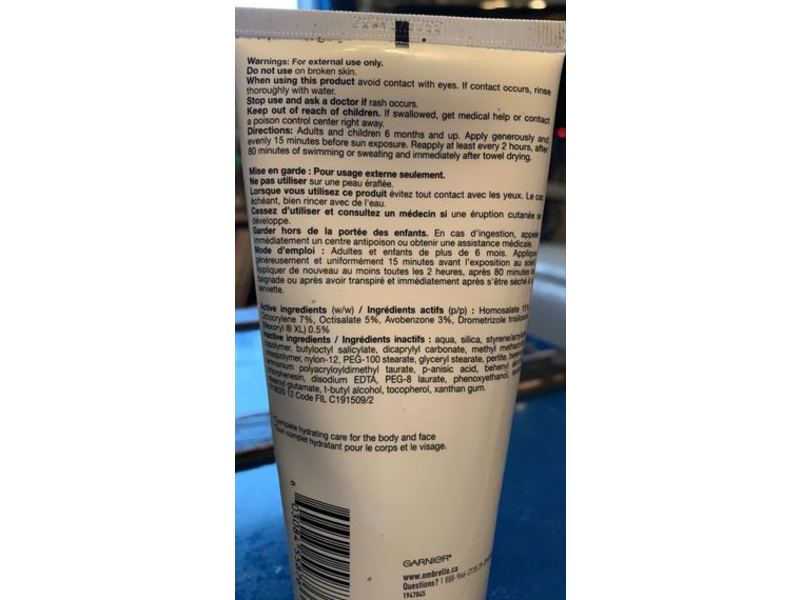 Warnings: For external use only.
Do not use on broken skin.
When using this product avoid contact with eyes. If contact occurs, rinse
thoroughly with water.
Stop use and ask a doctor if rash occurs.
Keep out of reach of children. If swallowed, get medical help or contact
a poison control center right away.
Directions: Adults and children 6 months and up. Apply generously and
evenly 15 minutes before sun exposure. Reapply at least every 2 hours, after
80 minutes of swimming or sweating and immediately after towel drying.
Mise en garde : Pour usage externe seulement.
Ne pas utiliser sur une peau éraflée.
Lorsque vous utilisez ce produit évitez tout contact avec les yeux. Le cas
échéant, bien rincer avec de l'eau.
Cessez d'utiliser et consultez un médecin si une éruption cutanée se
développe.
Garder hors de la portée des enfants. En cas d'ingestion,
immédiatement un centre antipoison ou obtenir une assistance médicale.
Mode d'emploi : Adultes et enfants de plus de 6 mois.
généreusement et uniformément 15 minutes avant l'exposition au
Appliquer de nouveau au moins toutes les 2 heures, après 80 minutes
baignade ou après avoir transpiré et immédiatement après s'être séché à
serviette.
Active ingredients (w/w) / Ingrédients actifs (p/p) : Homosalate
Octocrylene 7%, Octisalate 5%, Avobenzone 3%, Drometrizole
(Mexoryl ® XL) 0.5%
Inactive ingredients / Ingrédients inactifs : aqua, silica,
butyloctyl salicylate, dicaprylyl carbonate, methyl
nylon-12, PEG-100 stearate, glyceryl stearate, perlite,
ammonium polyacryloyldimethyl taurate, p-anisic acid, behenyl
disodium EDTA, PEG-8 laurate, phenoxyethanol,
glutamate, t-butyl alcohol, tocopherol, xanthan gum.
12 Code FIL C191509/2
Complete hydrating care for the body and face
Soin complet hydratant pour le corps et le visage.
GARNIER®
www.ombrelle.ca
Questions?
1947045